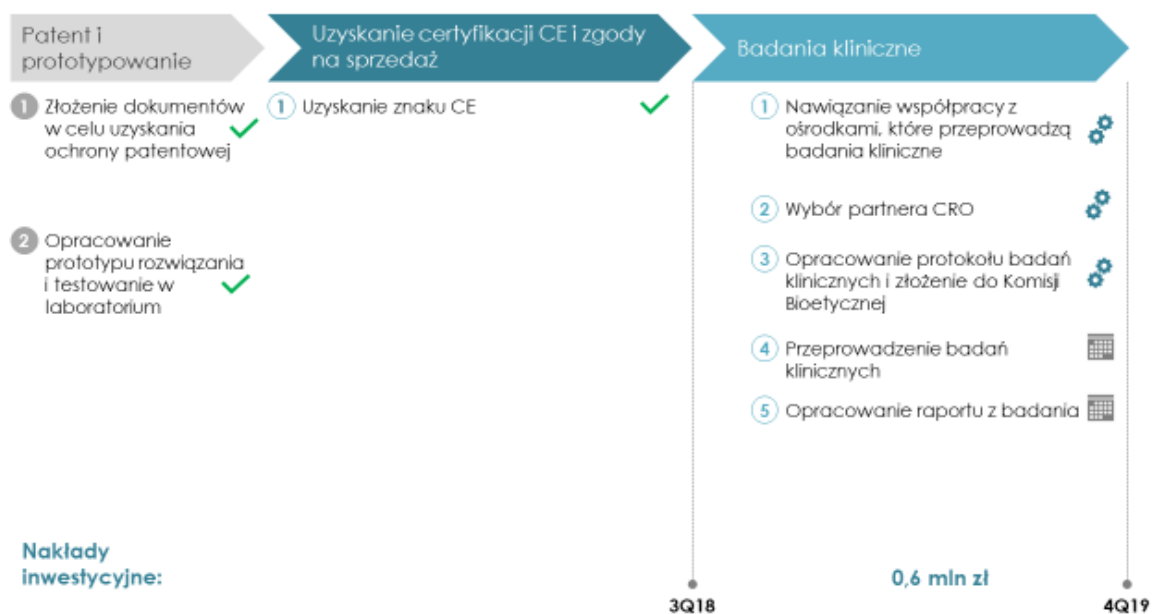 Patent i
prototypowanie
Uzyskanie certyfikacji CE i zgody
na sprzedaż
Badania kliniczne
1 Złożenie dokumentów
w celu uzyskania
ochrony patentowej
2 Opracowanie
prototypu rozwiązania
i testowanie w
laboratorium
1 Uzyskanie znaku CE
1 Nawiązanie współpracy z
ośrodkami, które przeprowadzą
badania kliniczne
2 Wybór partnera CRO
3 Opracowanie protokołu badań
klinicznych i złożenie do Komisji
Bioetycznej
4 Przeprowadzenie badań
klinicznych
5 Opracowanie raportu z badania
Nakłady
inwestycyjne:
0,6 mln zł
3Q18
4Q19